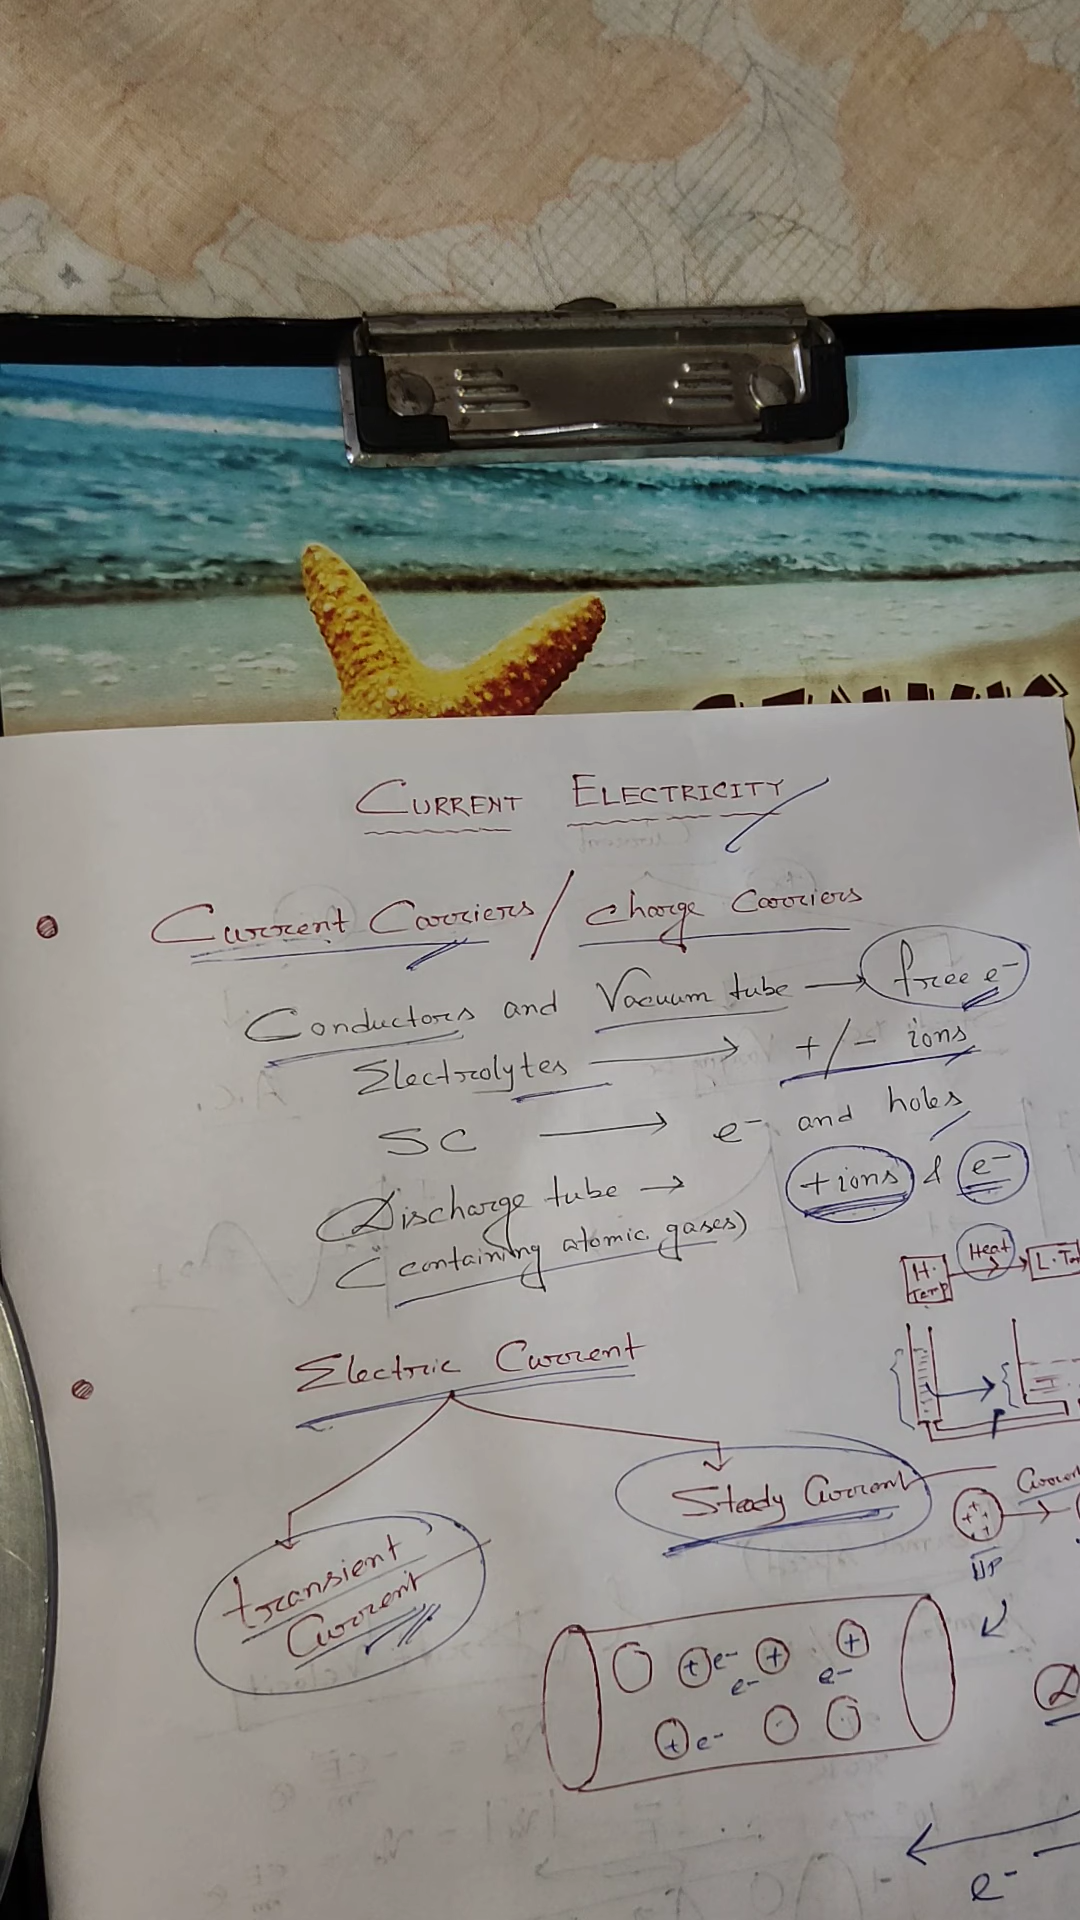 CURRENT ELECTRICITY
Current Carriers / charge Carriers
Conductors and Vacuum tube → free e⁻
Electrolytes → +/- ions
SC → e⁻ and holes
Discharge tube → + ions & e⁻
(containing atomic gases)
H. Temp Heat L.
Electric Current
Steady Current
transient
Current
HP
+ e⁻ + +
e⁻ e⁻
+ e⁻
e⁻